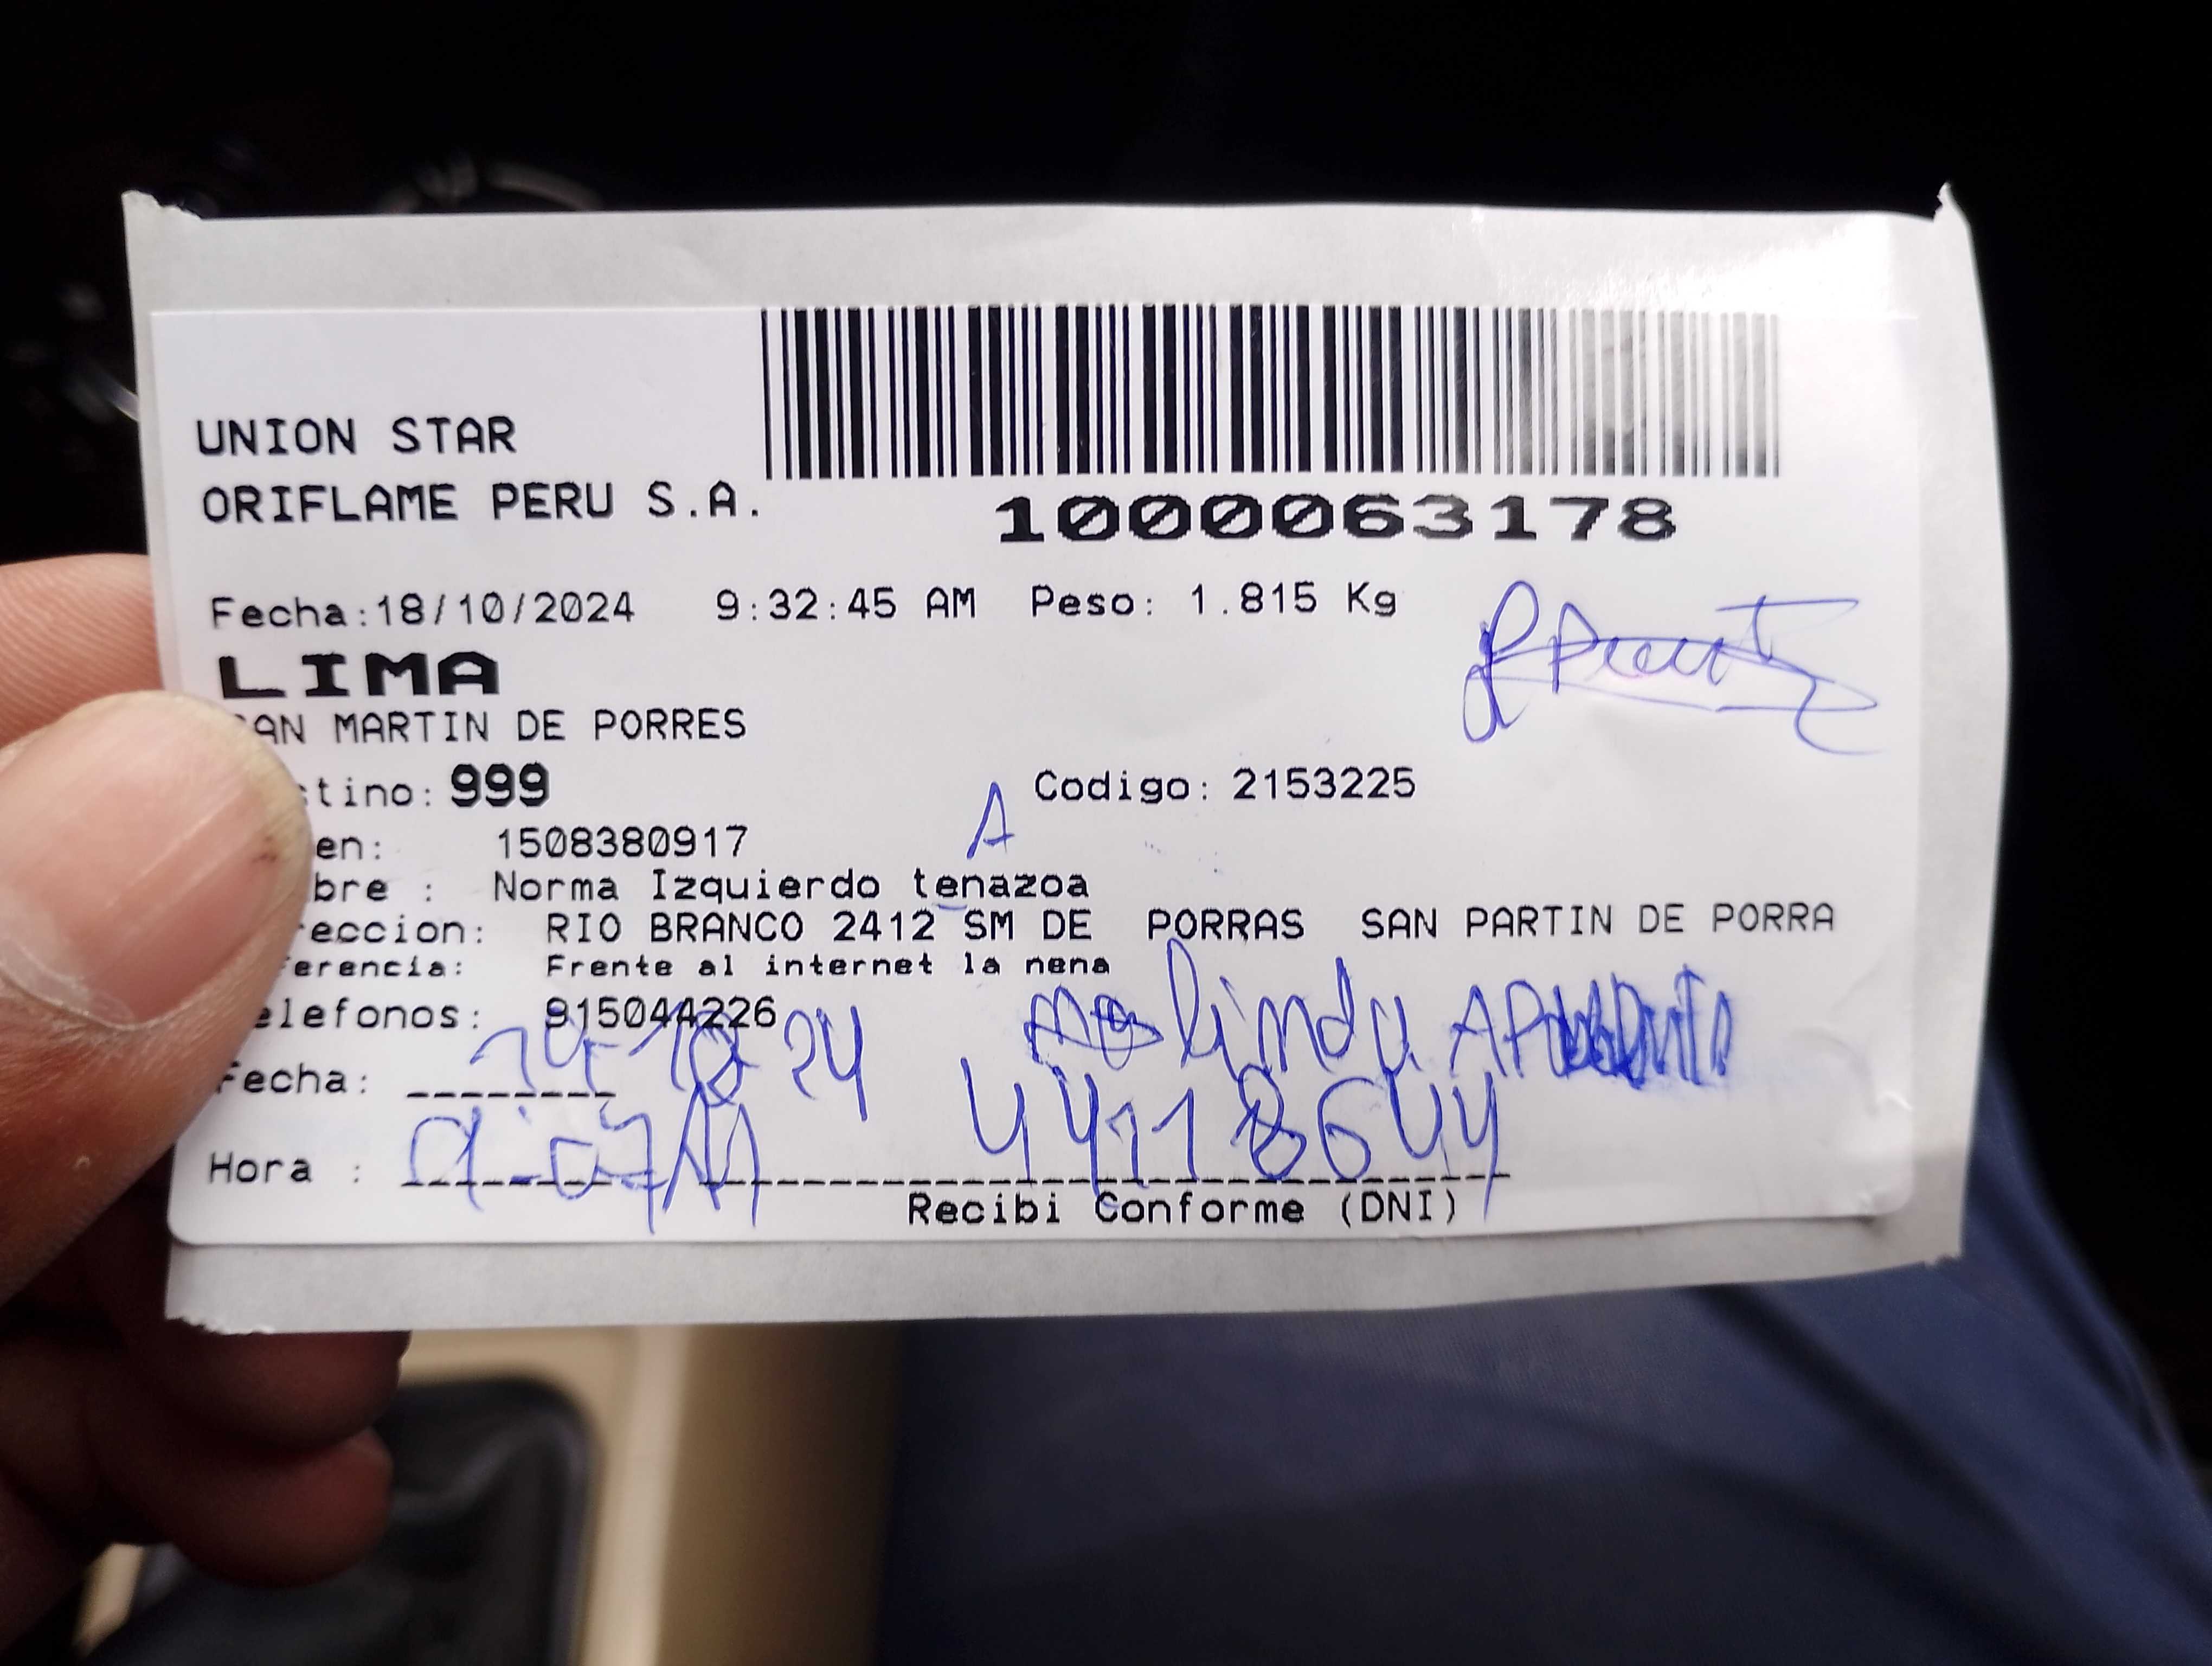 UNION STAR
ORIFLAME PERU S.A.
1000063178
Fecha:18/10/2024 9:32:45 AM Peso: 1.815 Kg
LIMA
AN MARTIN DE PORRES
tino: 999 Codigo: 2153225
A
en: 1508380917
bre : Norma Izquierdo tenazoa
eccion: RIO BRANCO 2412 SM DE PORRAS SAN PARTIN DE PORRA
erencia: Frente al internet la nena
elefonos: 915044226
Fecha: 24
Hora :
44118644
Recibi Conforme (DNI)